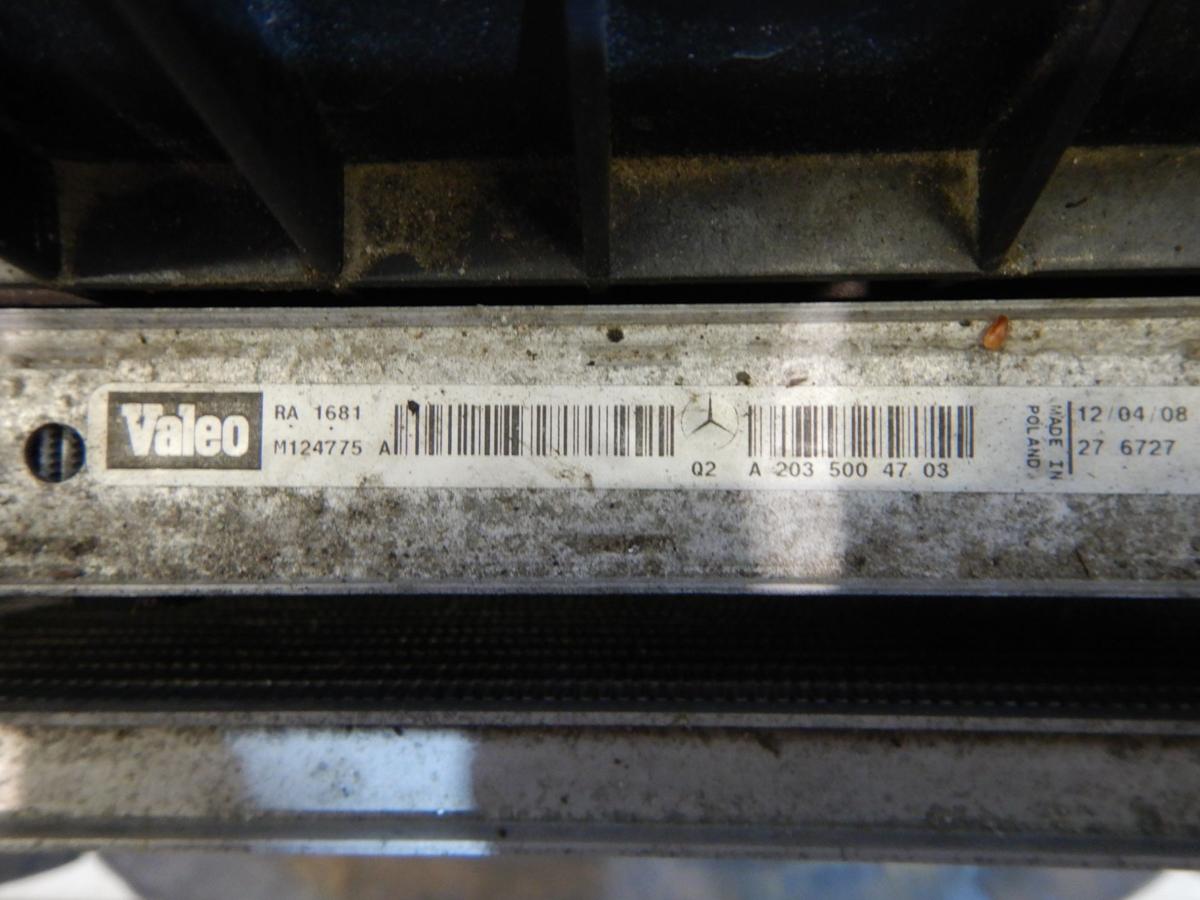 Valeo
RA 1681
M124775 A
Q2 A 203 500 47 03
MADE IN
POLAND
12/04/08
27 6727